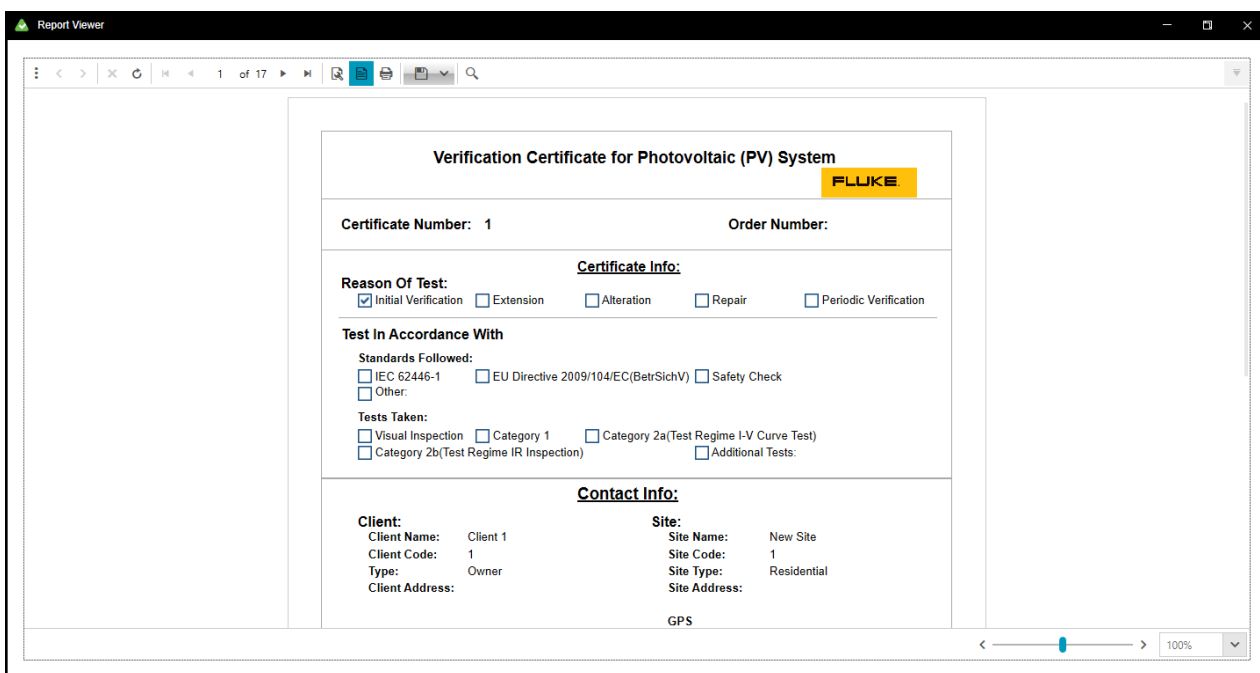 Report Viewer
1 of 17
Verification Certificate for Photovoltaic (PV) System
FLUKE.
Certificate Number: 1 Order Number:
Certificate Info:
Reason Of Test:
Initial Verification Extension Alteration Repair Periodic Verification
Test In Accordance With
Standards Followed:
IEC 62446-1 EU Directive 2009/104/EC(BetrSichV) Safety Check
Other:
Tests Taken:
Visual Inspection Category 1 Category 2a(Test Regime I-V Curve Test)
Category 2b(Test Regime IR Inspection) Additional Tests:
Contact Info:
Client: Site:
Client Name: Client 1 Site Name: New Site
Client Code: 1 Site Code: 1
Type: Owner Site Type: Residential
Client Address: Site Address:
GPS
100%